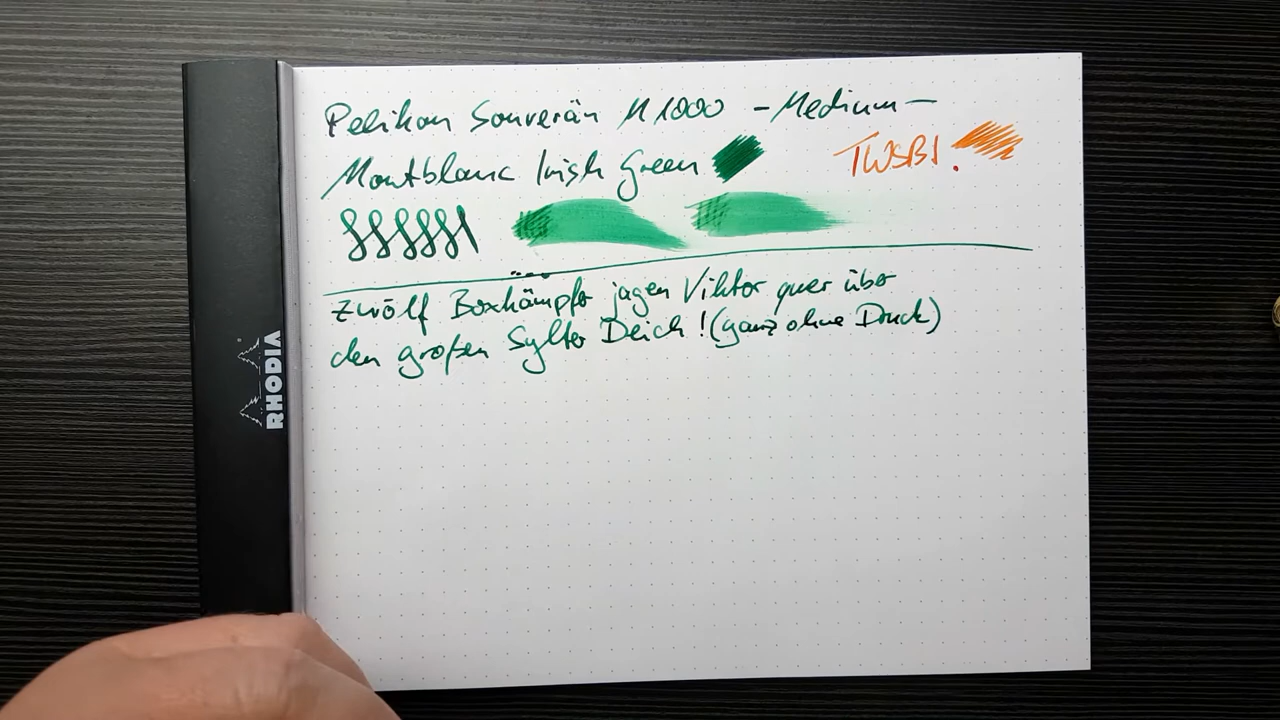 Pelikan Souverän M1000 – Medium –
Montblanc Irish Green
TWSBI.
Zwölf Boxkämpfer jagen Viktor quer über
den großen Sylter Deich! (ganz ohne Druck)
RHODIA